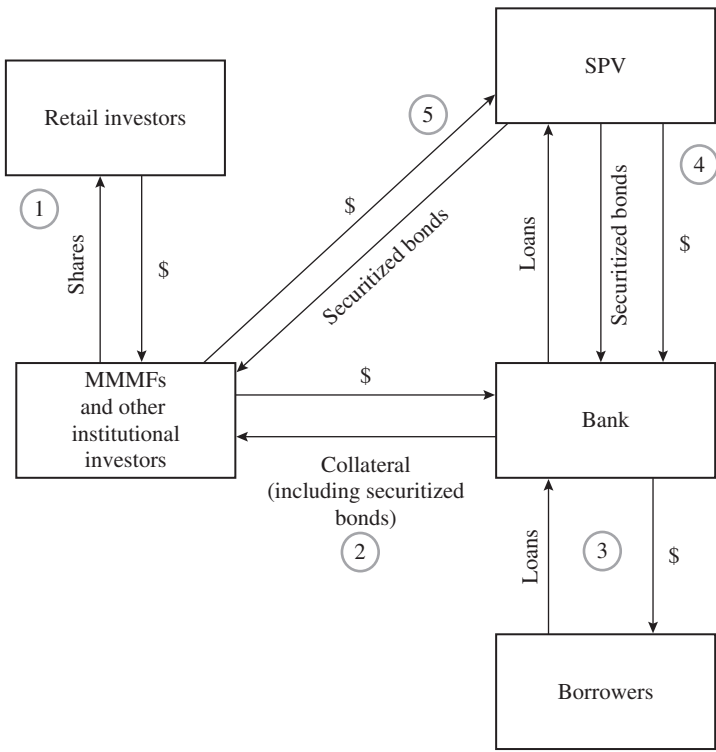 SPV
Retail investors
5
4
1
$
Shares
$
Securitized bonds
Loans
Securitized bonds
$
MMMFs
and other
institutional
investors
$
Bank
Collateral
(including securitized
bonds)
2
Loans
3
$
Borrowers